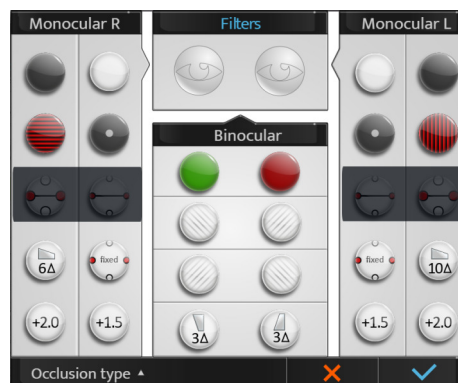 Monocular R
Filters
Monocular L
Binocular
6Δ
fixed
fixed
10Δ
+2.0
+1.5
3Δ
3Δ
+1.5
+2.0
Occlusion type